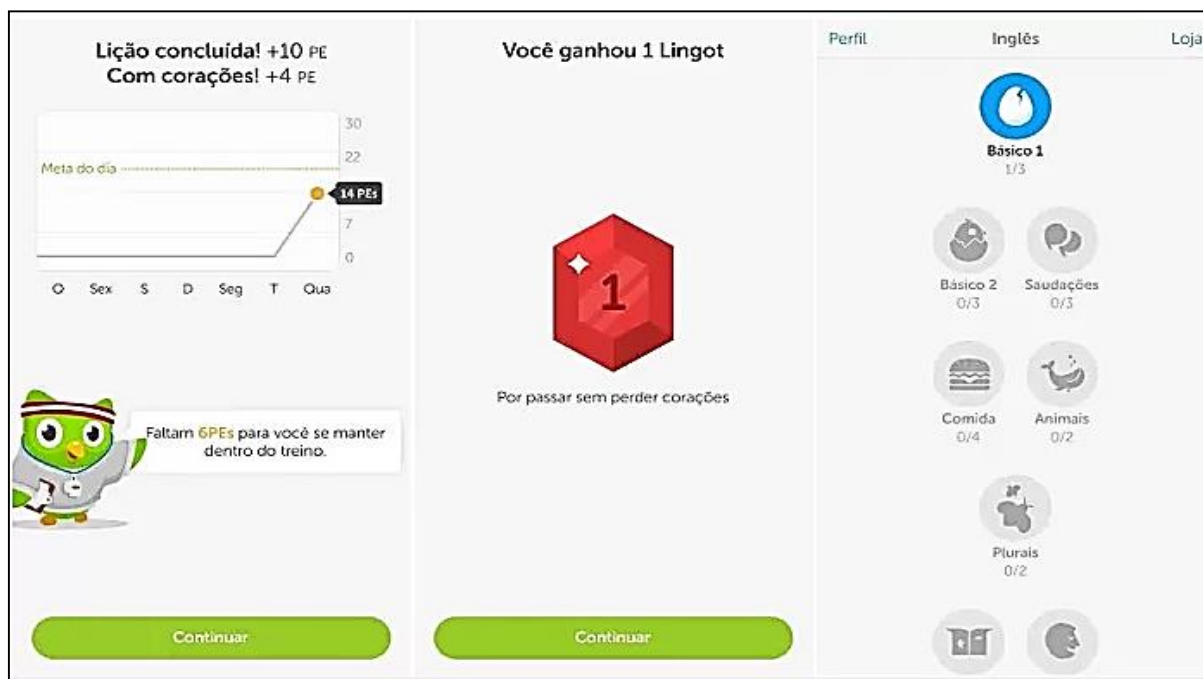 Lição concluída! +10 PE
Com corações! +4 PE
30
Meta do dia
22
14 PEs
7
0
Q Sex S D Seg T Qua
Faltam 6PEs para você se manter
dentro do treino.
Continuar
Você ganhou 1 Lingot
1
Por passar sem perder corações
Continuar
Perfil Inglês Loja
Básico 1
1/3
Básico 2 Saudações
0/3 0/3
Comida Animais
0/4 0/2
Plurais
0/2